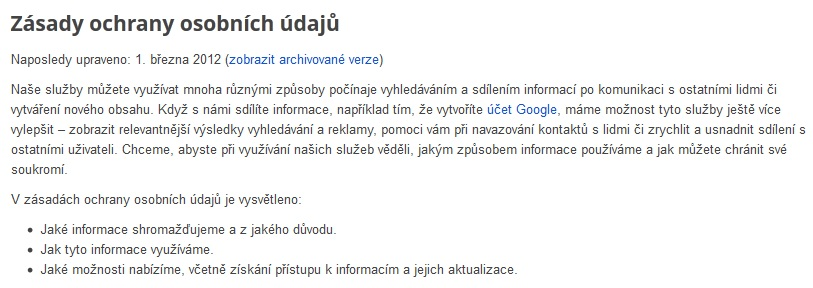 Zásady ochrany osobních údajů
Naposledy upraveno: 1. března 2012 (zobrazit archivované verze)
Naše služby můžete využívat mnoha různými způsoby počínaje vyhledáváním a sdílením informací po komunikaci s ostatními lidmi či
vytváření nového obsahu. Když s námi sdílíte informace, například tím, že vytvoříte účet Google, máme možnost tyto služby ještě více
vylepšit – zobrazit relevantnější výsledky vyhledávání a reklamy, pomoci vám při navazování kontaktů s lidmi či zrychlit a usnadnit sdílení s
ostatními uživateli. Chceme, abyste při využívání našich služeb věděli, jakým způsobem informace používáme a jak můžete chránit své
soukromí.
V zásadách ochrany osobních údajů je vysvětleno:
• Jaké informace shromažďujeme a z jakého důvodu.
• Jak tyto informace využíváme.
• Jaké možnosti nabízíme, včetně získání přístupu k informacím a jejich aktualizace.